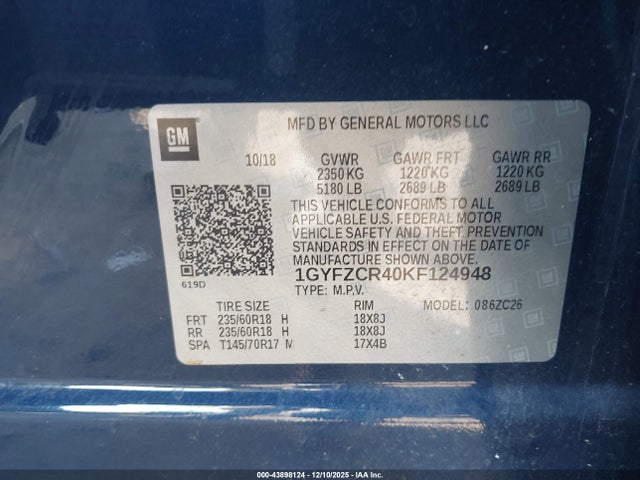 GM
MFD BY GENERAL MOTORS LLC
10/18 GVWR GAWR FRT GAWR RR
2350 KG 1220 KG 1220 KG
5180 LB 2689 LB 2689 LB
THIS VEHICLE CONFORMS TO ALL
APPLICABLE U.S. FEDERAL MOTOR
VEHICLE SAFETY AND THEFT PREVENTION
STANDARDS IN EFFECT ON THE DATE OF
MANUFACTURE SHOWN ABOVE.
619D
1GYFZCR40KF124948
TYPE: M.P.V. MODEL: 086ZC26
TIRE SIZE RIM
FRT 235/60R18 H 18X8J
RR 235/60R18 H 18X8J
SPA T145/70R17 M 17X4B
000-43898124 - 12/10/2025 - IAA Inc.